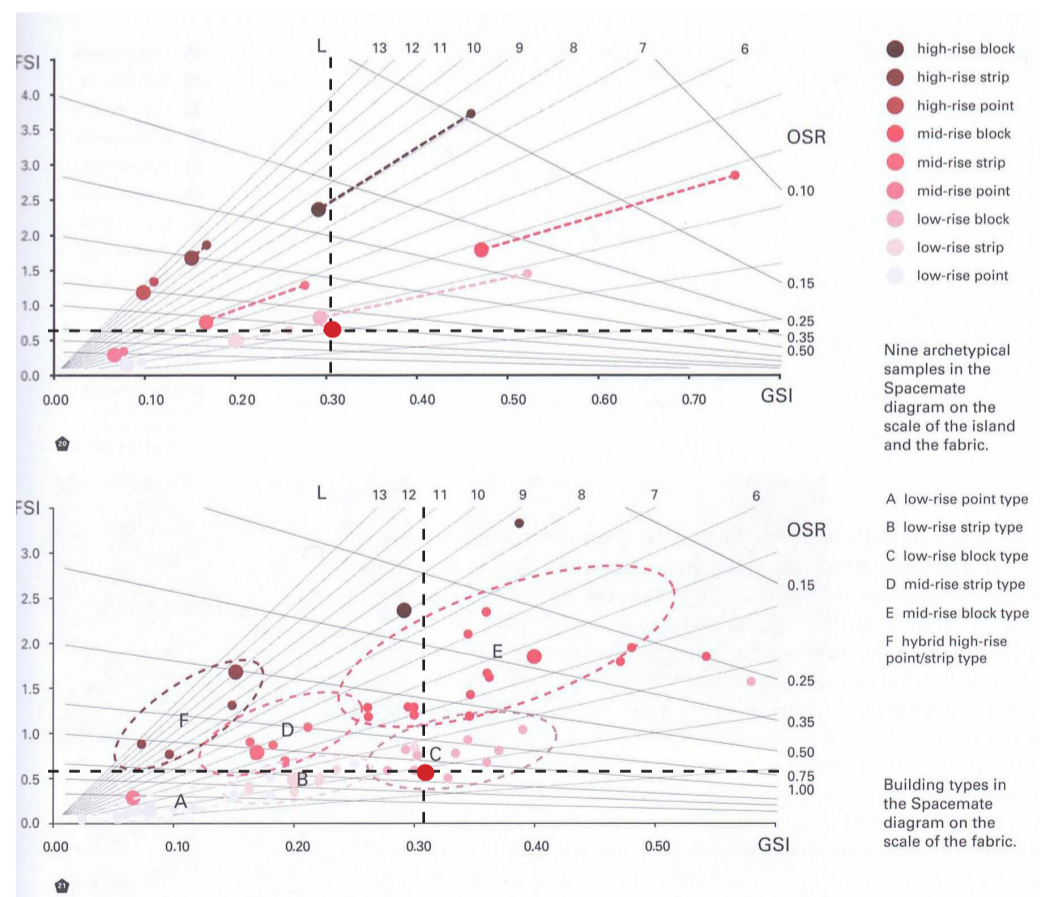 FSI
L
13 12 11 10 9 8 7 6
4.0
3.5
3.0
2.5
2.0
1.5
1.0
0.5
0.0
OSR
0.10
0.15
0.25
0.35
0.50
0.00 0.10 0.20 0.30 0.40 0.50 0.60 0.70 GSI
20
high-rise block
high-rise strip
high-rise point
mid-rise block
mid-rise strip
mid-rise point
low-rise block
low-rise strip
low-rise point
Nine archetypical
samples in the
Spacemate
diagram on the
scale of the island
and the fabric.
FSI
L
13 12 11 10 9 8 7 6
3.0
2.5
2.0
1.5
1.0
0.5
0.0
OSR
0.15
0.25
0.35
0.50
0.75
1.00
E
F
D
C
B
A
0.00 0.10 0.20 0.30 0.40 0.50 GSI
21
A low-rise point type
B low-rise strip type
C low-rise block type
D mid-rise strip type
E mid-rise block type
F hybrid high-rise
point/strip type
Building types in
the Spacemate
diagram on the
scale of the fabric.